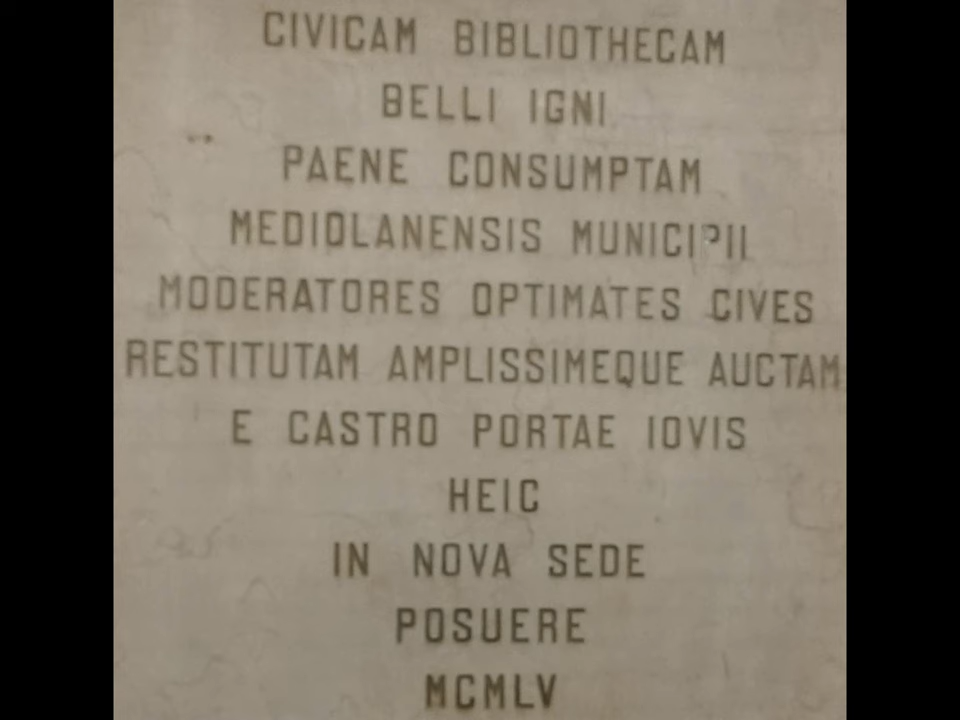 CIVICAM BIBLIOTHECAM
BELLI IGNI
PAENE CONSUMPTAM
MEDIOLANENSIS MUNICIPII
MODERATORES OPTIMATES CIVES
RESTITUTAM AMPLISSIMEQUE AUCTAM
E CASTRO PORTAE IOVIS
HEIC
IN NOVA SEDE
POSUERE
MCMLV